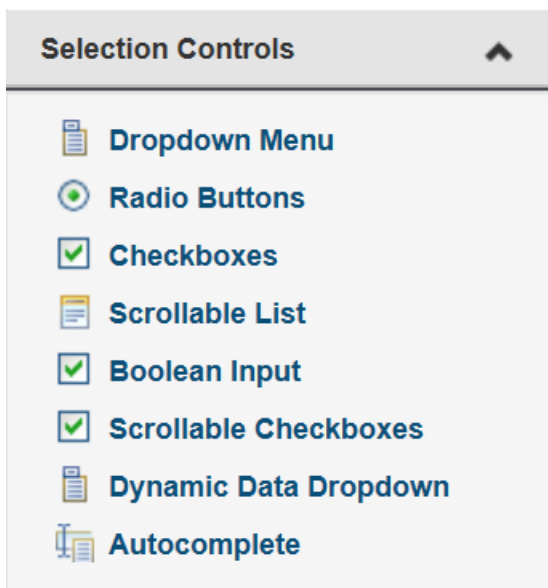 Selection Controls
Dropdown Menu
Radio Buttons
Checkboxes
Scrollable List
Boolean Input
Scrollable Checkboxes
Dynamic Data Dropdown
Autocomplete